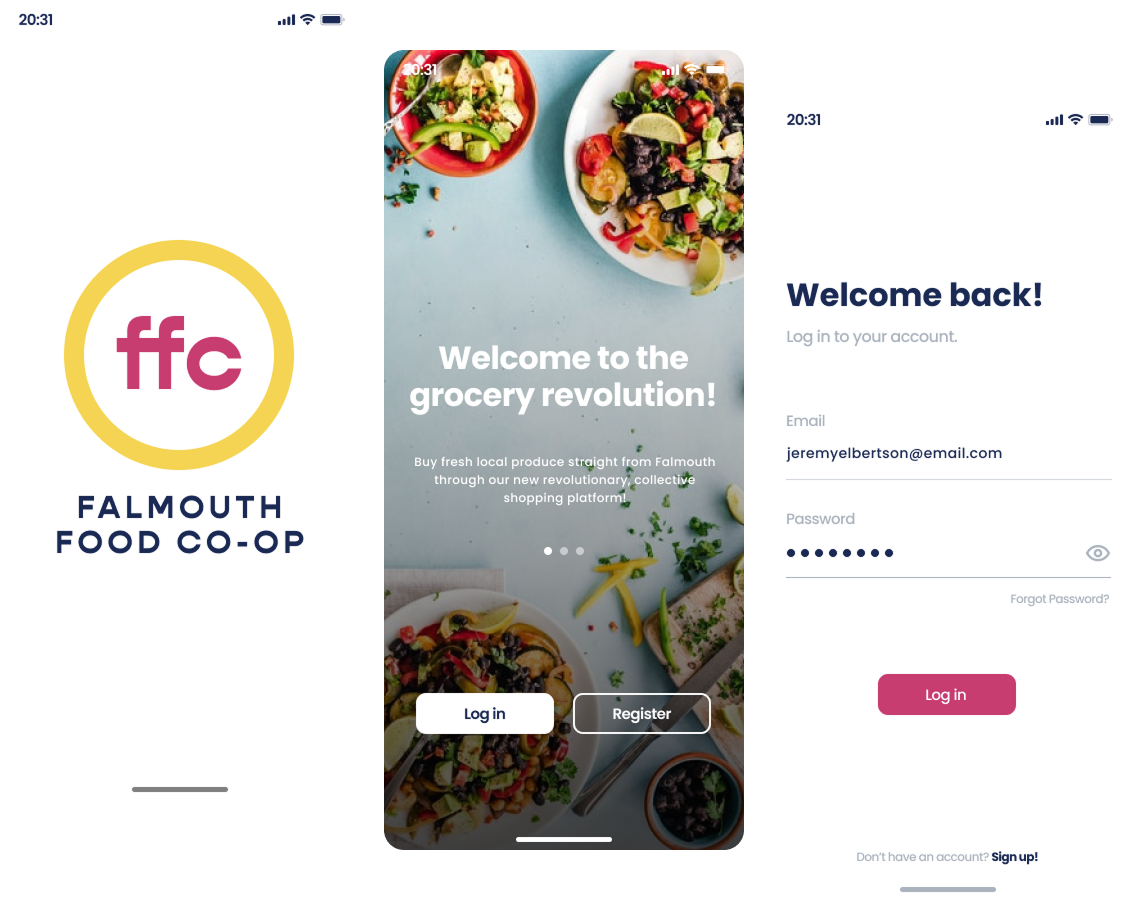 20:31
ffc
FALMOUTH
FOOD CO-OP
20:31
Welcome to the
grocery revolution!
Buy fresh local produce straight from Falmouth
through our new revolutionary, collective
shopping platform!
Log in
Register
20:31
Welcome back!
Log in to your account.
Email
jeremyelbertson@email.com
Password
Forgot Password?
Log in
Don't have an account? Sign up!